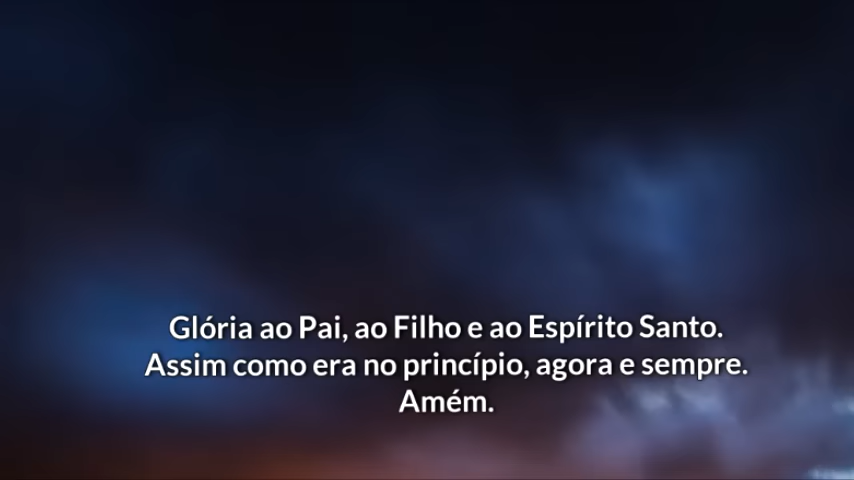 Glória ao Pai, ao Filho e ao Espírito Santo.
Assim como era no princípio, agora e sempre.
Amém.